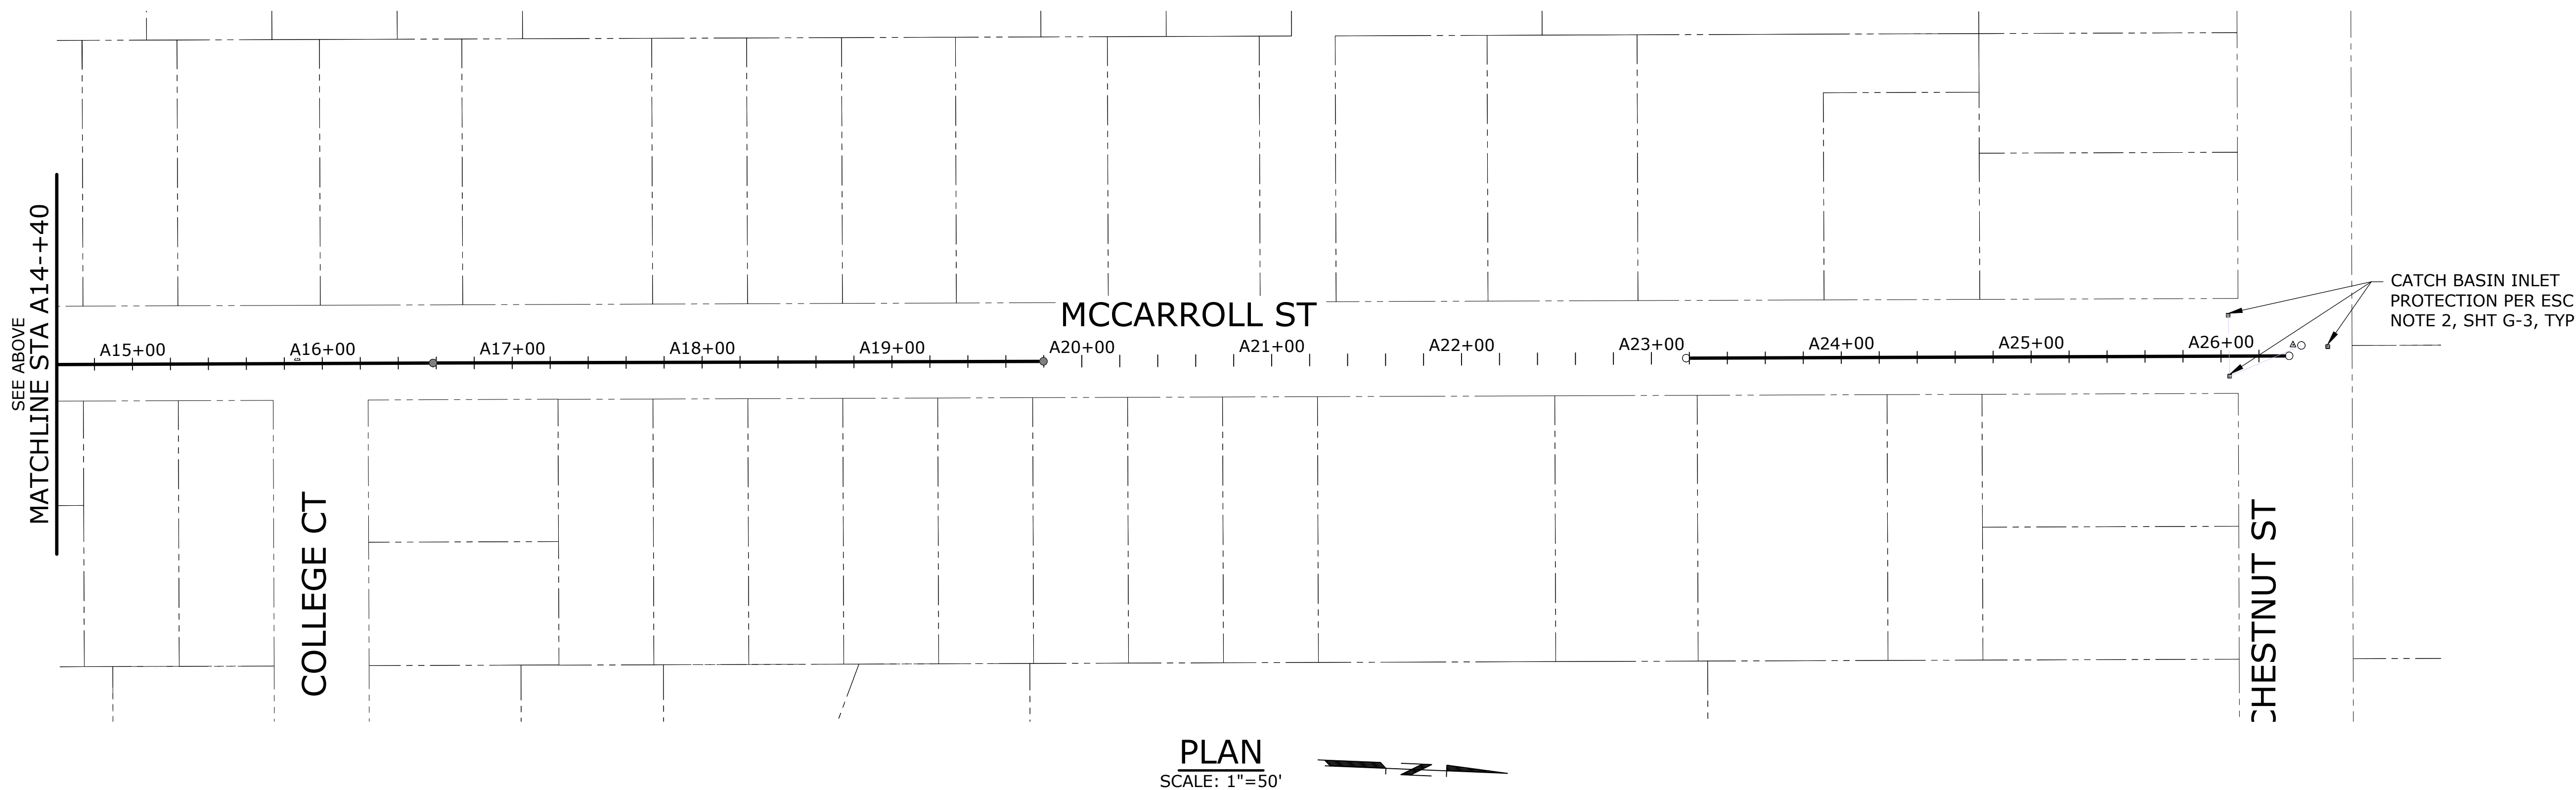 SEE ABOVE
MATCHLINE STA A14-+40
MCCARROLL ST
A15+00
A16+00
A17+00
A18+00
A19+00
A20+00
A21+00
A22+00
A23+00
A24+00
A25+00
A26+00
CATCH BASIN INLET
PROTECTION PER ESC
NOTE 2, SHT G-3, TYP
COLLEGE CT
CHESTNUT ST
PLAN
SCALE: 1"=50'
Z